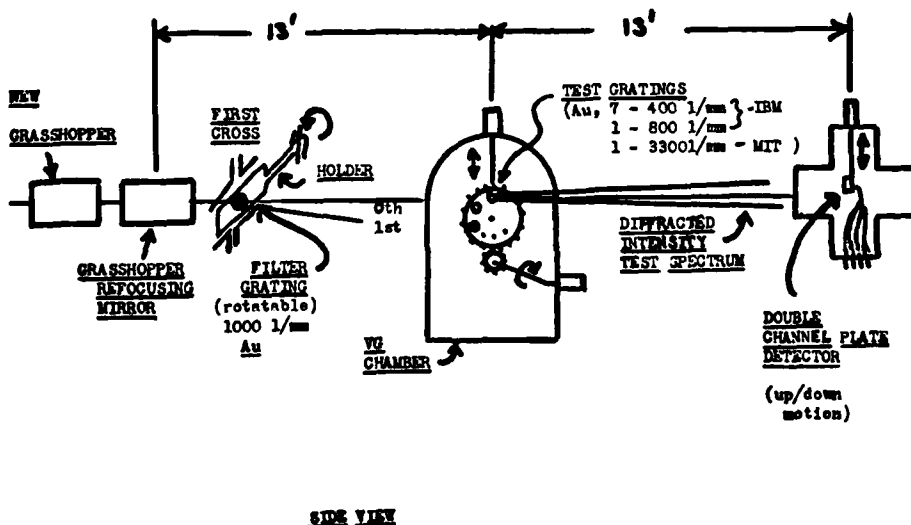 13'
13'
NEW
GRASSHOPPER
GRASSHOPPER
REFOCUSING
MIRROR
FIRST
CROSS
HOLDER
0th
1st
FILTER
GRATING
(rotatable)
1000 l/mm
Au
VG
CHAMBER
TEST GRATINGS
(Au, 7 - 400 l/mm } -IBM
1 - 800 l/mm
1 - 3300l/mm - MIT )
DIFFRACTED
INTENSITY
TEST SPECTRUM
DOUBLE
CHANNEL PLATE
DETECTOR
(up/down
motion)
SIDE VIEW